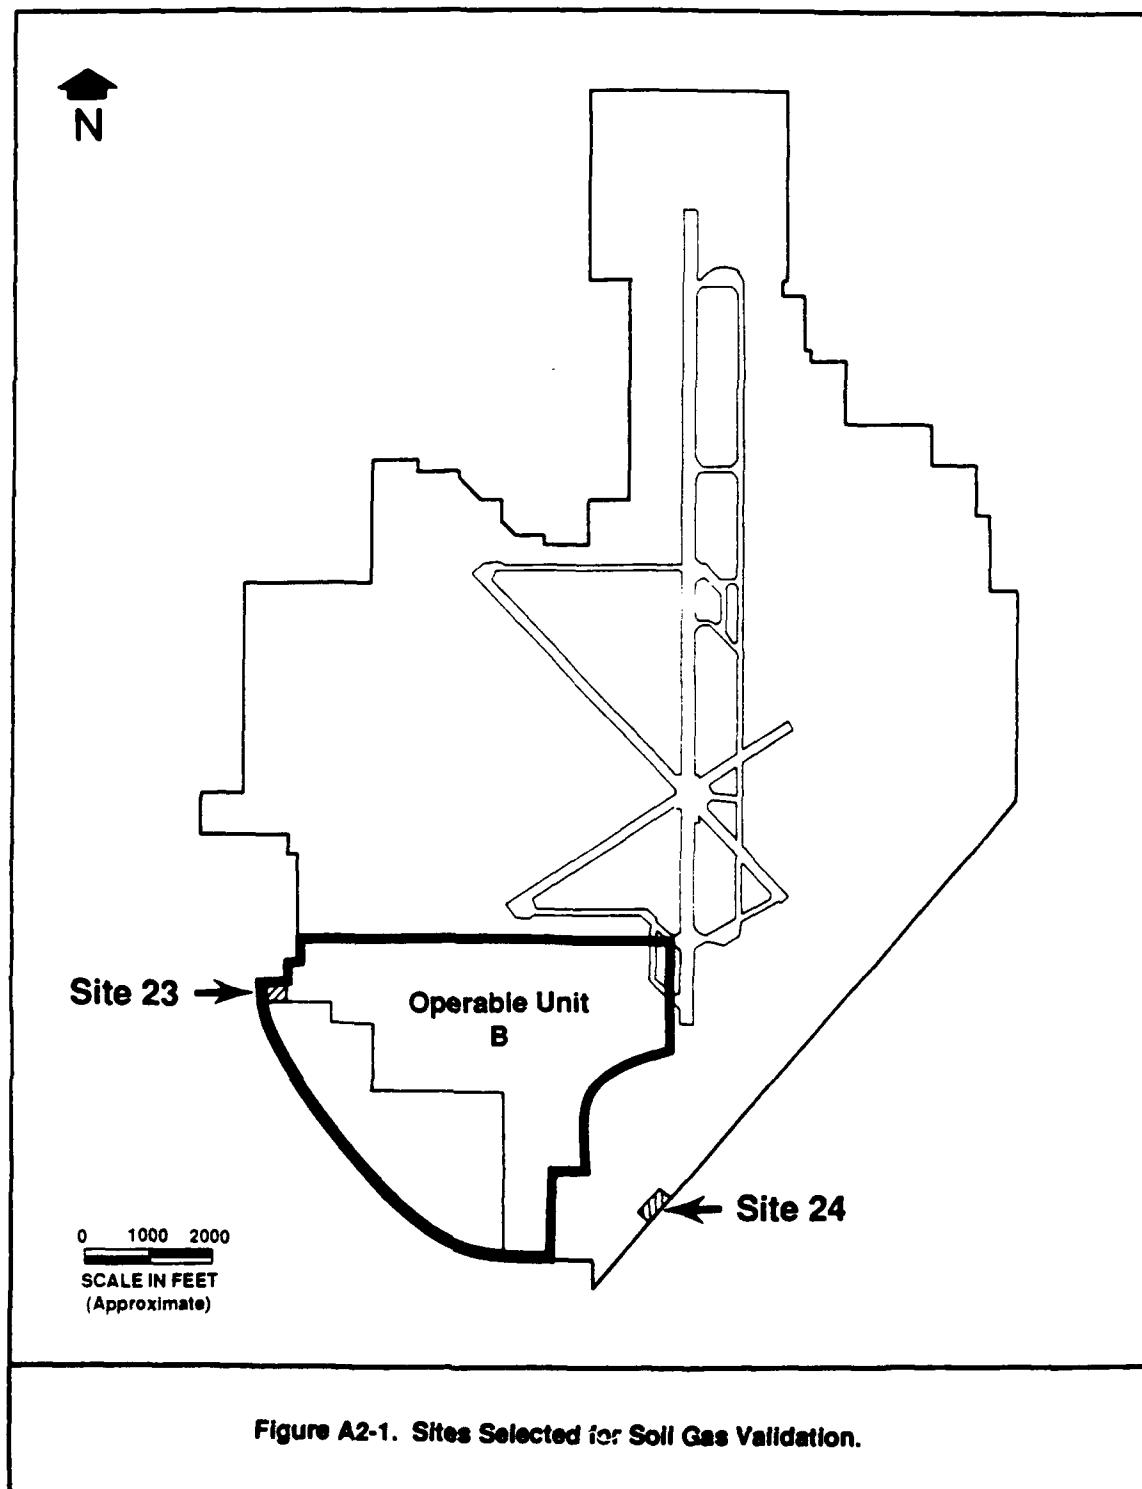 N
Site 23
Operable Unit
B
Site 24
0 1000 2000
SCALE IN FEET
(Approximate)
Figure A2-1. Sites Selected for Soil Gas Validation.